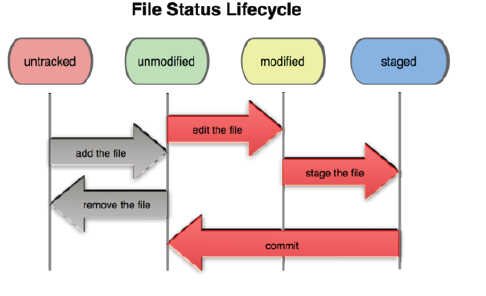 File Status Lifecycle
untracked
unmodified
modified
staged
edit the file
add the file
stage the file
remove the file
commit